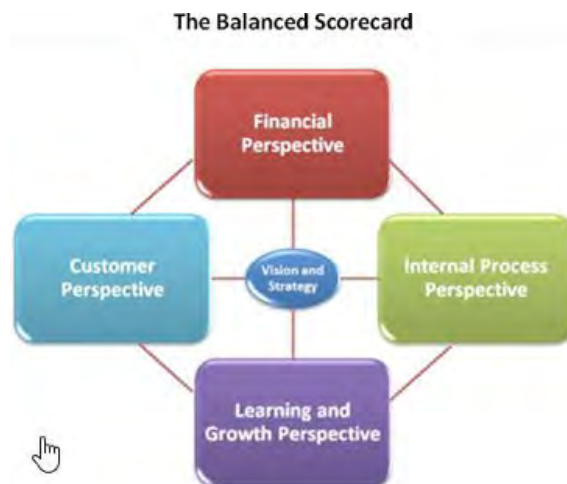 The Balanced Scorecard
Financial
Perspective
Customer
Perspective
Vision and
Strategy
Internal Process
Perspective
Learning and
Growth Perspective